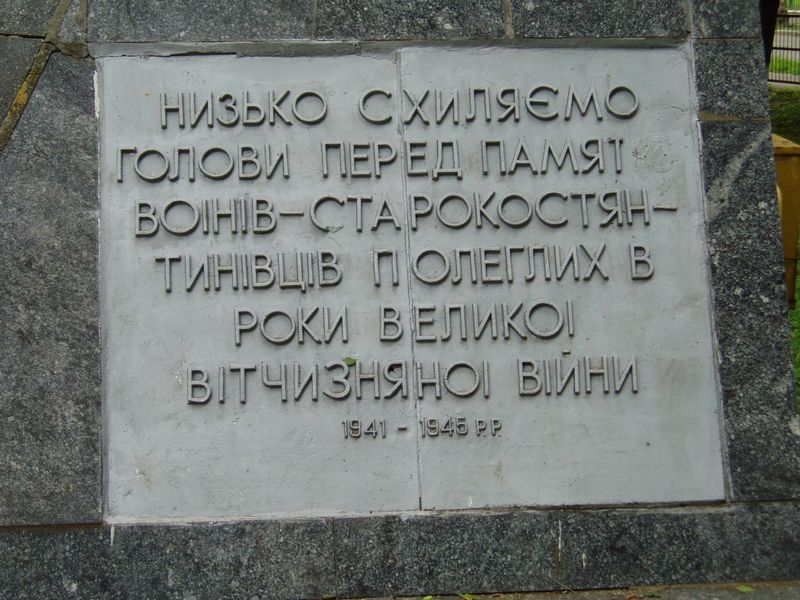 НИЗЬКО СХИЛЯЄМО
ГОЛОВИ ПЕРЕД ПАМЯТ
ВОІНІВ-СТАРОКОСТЯН-
ТИНІВЦІВ ПОЛЕГЛИХ В
РОКИ ВЕЛИКОІ
ВІТЧИЗНЯНОІ ВІЙНИ
1941 - 1945 Р.Р.